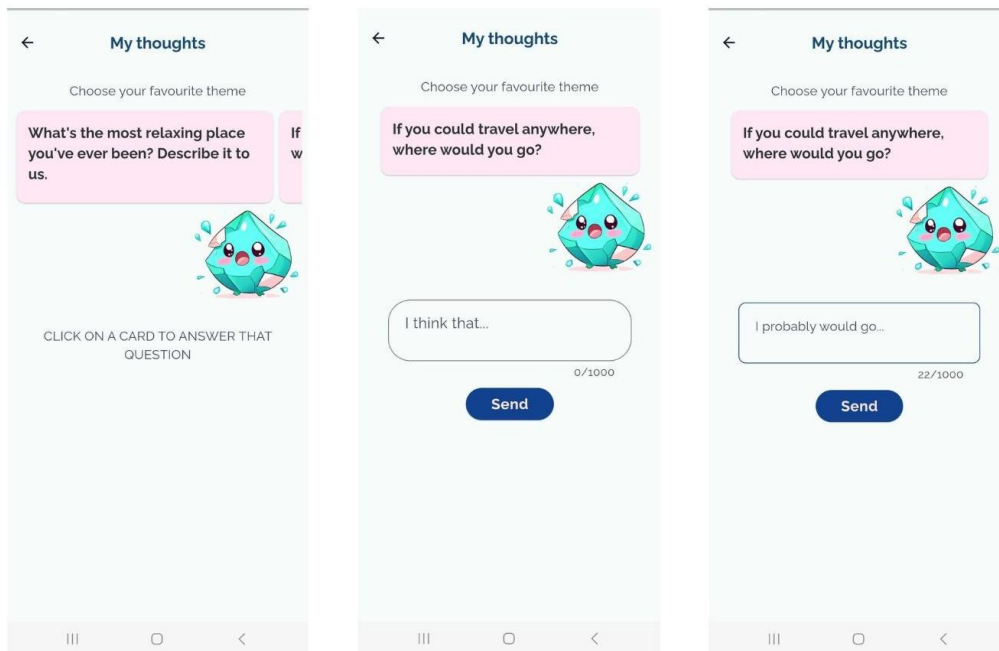 My thoughts
Choose your favourite theme
What's the most relaxing place
you've ever been? Describe it to
us.
If
w
CLICK ON A CARD TO ANSWER THAT
QUESTION
My thoughts
Choose your favourite theme
If you could travel anywhere,
where would you go?
I think that...
0/1000
Send
My thoughts
Choose your favourite theme
If you could travel anywhere,
where would you go?
I probably would go...
22/1000
Send